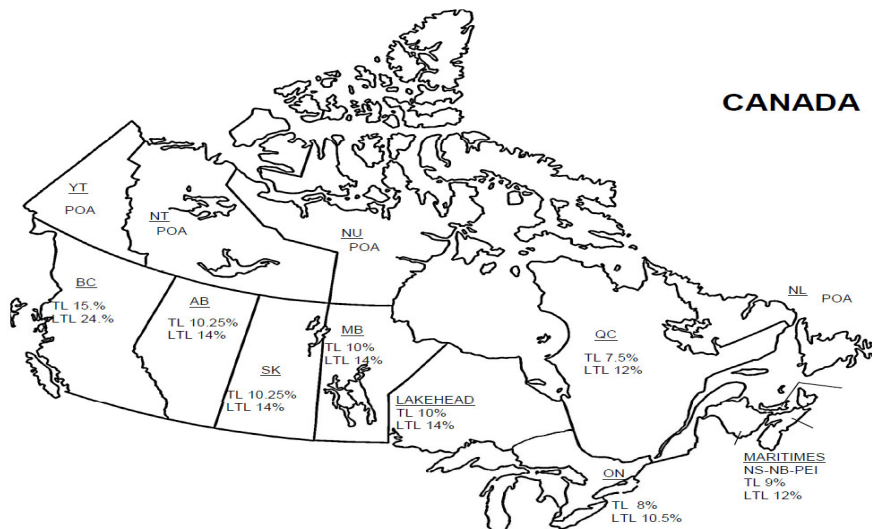 CANADA
YT
POA
NT
POA
NU
POA
BC
TL 15.%
LTL 24.%
AB
TL 10.25%
LTL 14%
SK
TL 10.25%
LTL 14%
MB
TL 10%
LTL 14%
LAKEHEAD
TL 10%
LTL 14%
QC
TL 7.5%
LTL 12%
NL POA
ON
TL 8%
LTL 10.5%
MARITIMES
NS-NB-PEI
TL 9%
LTL 12%